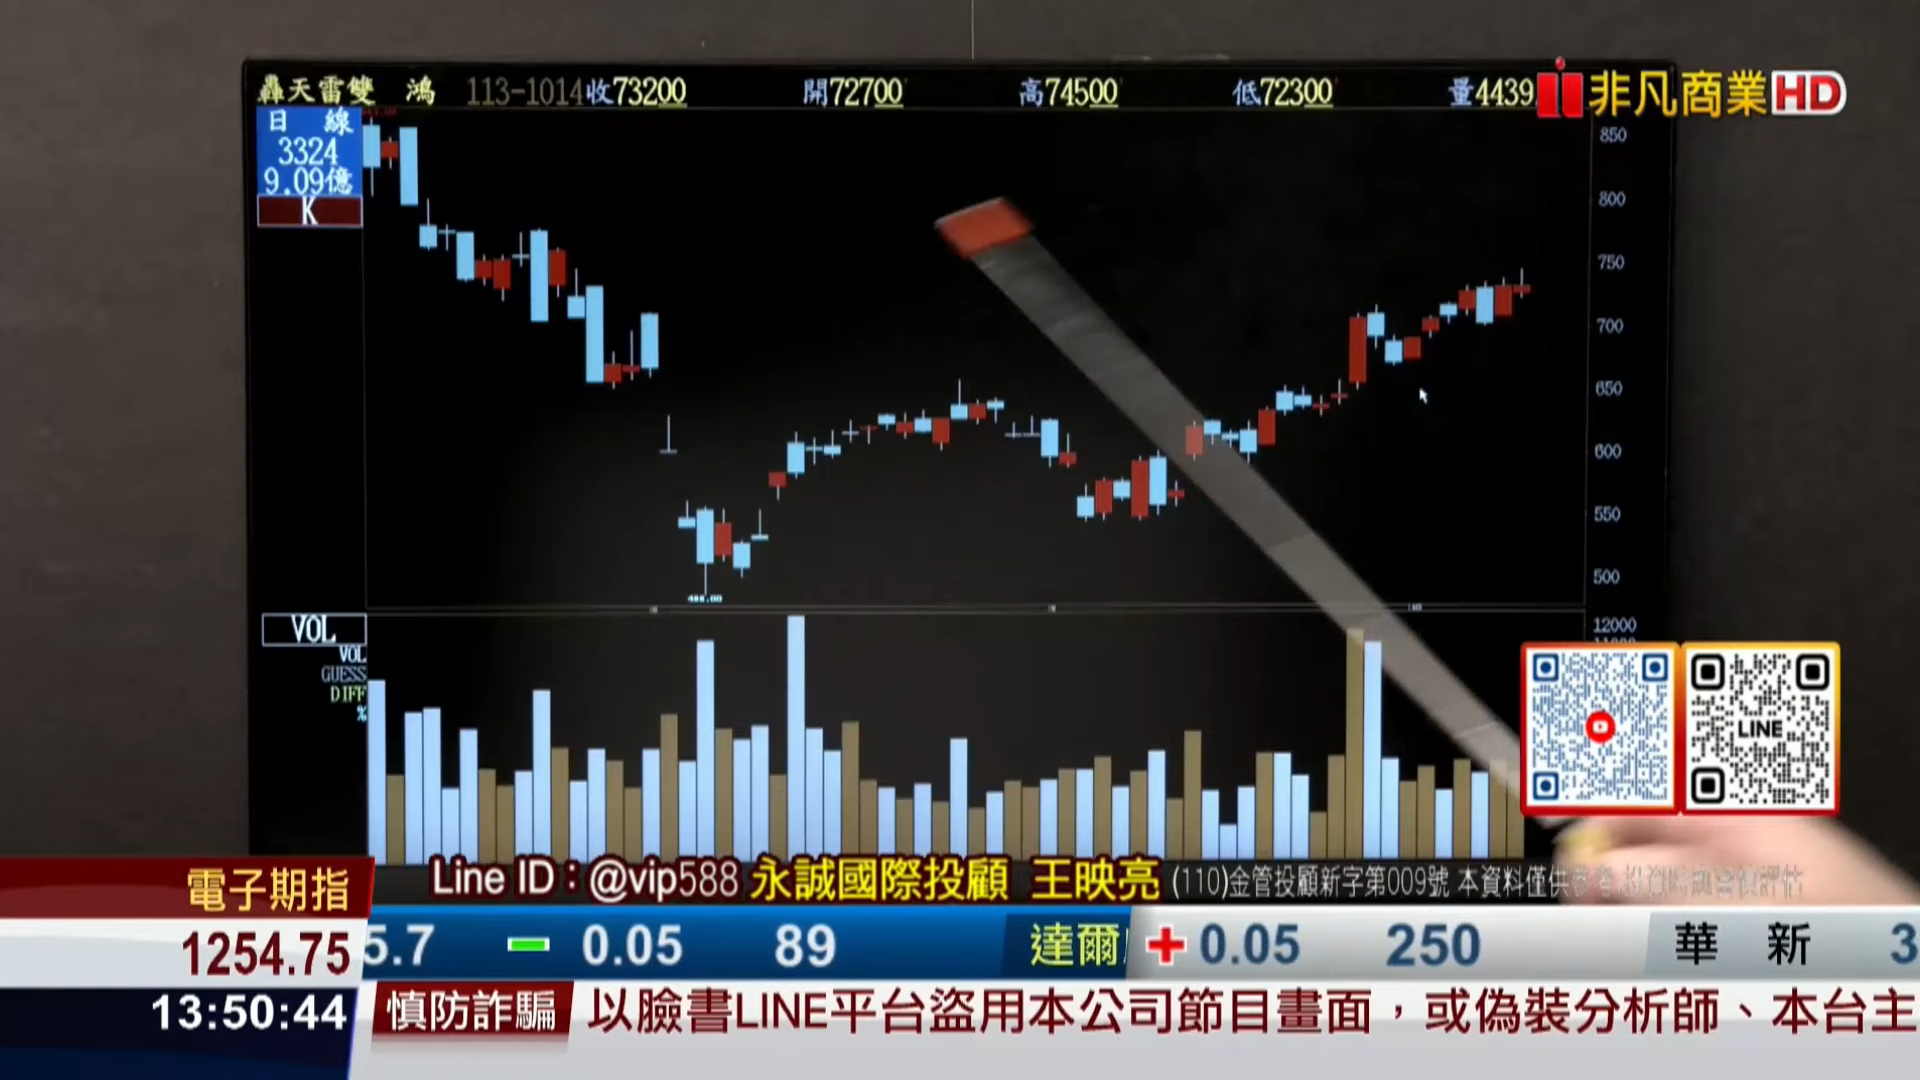 轟天雷雙 鴻 113-1014收73200 開72700 高74500 低72300 量4439
非凡商業HD
日 線
3324
9.09億
K
850
800
750
700
650
600
550
500
VOL
VOL
GUESS
DIFF
%
12000
LINE
電子期指
1254.75
13:50:44
Line ID：@vip588 永誠國際投顧 王映亮 (110)金管投顧新字第009號 本資料僅供
5.7 0.05 89 達爾 0.05 250 華 新 3
慎防詐騙 以臉書LINE平台盜用本公司節目畫面，或偽裝分析師、本台主